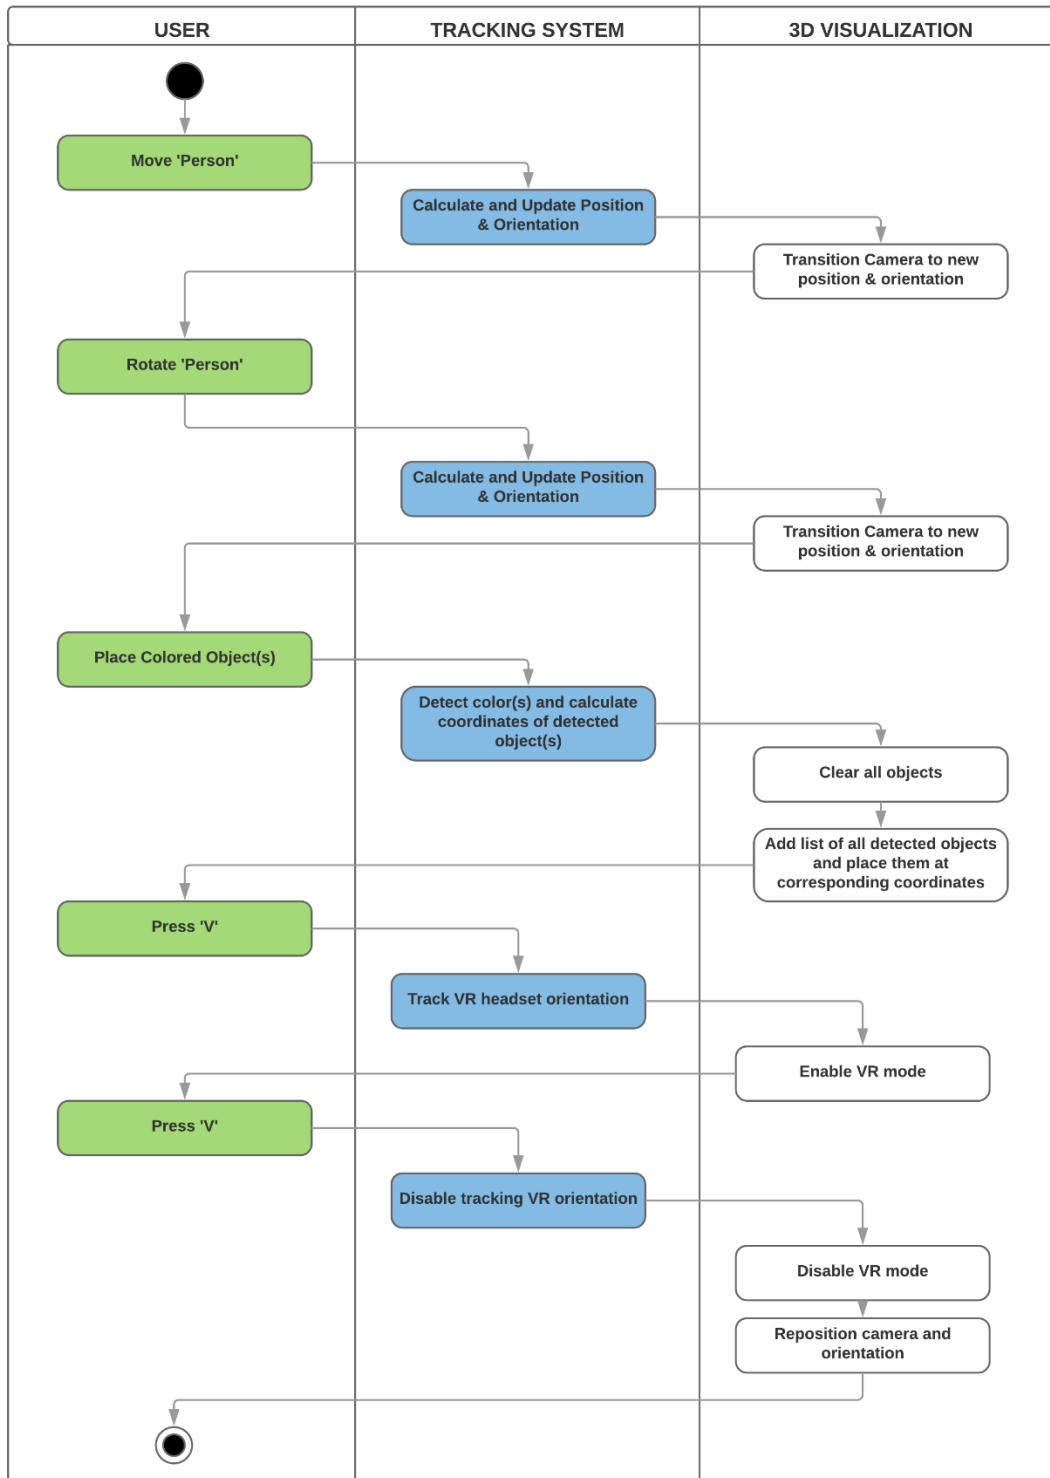 USER
TRACKING SYSTEM
3D VISUALIZATION
Move 'Person'
Calculate and Update Position
& Orientation
Transition Camera to new
position & orientation
Rotate 'Person'
Calculate and Update Position
& Orientation
Transition Camera to new
position & orientation
Place Colored Object(s)
Detect color(s) and calculate
coordinates of detected
object(s)
Clear all objects
Add list of all detected objects
and place them at
corresponding coordinates
Press 'V'
Track VR headset orientation
Enable VR mode
Press 'V'
Disable tracking VR orientation
Disable VR mode
Reposition camera and
orientation